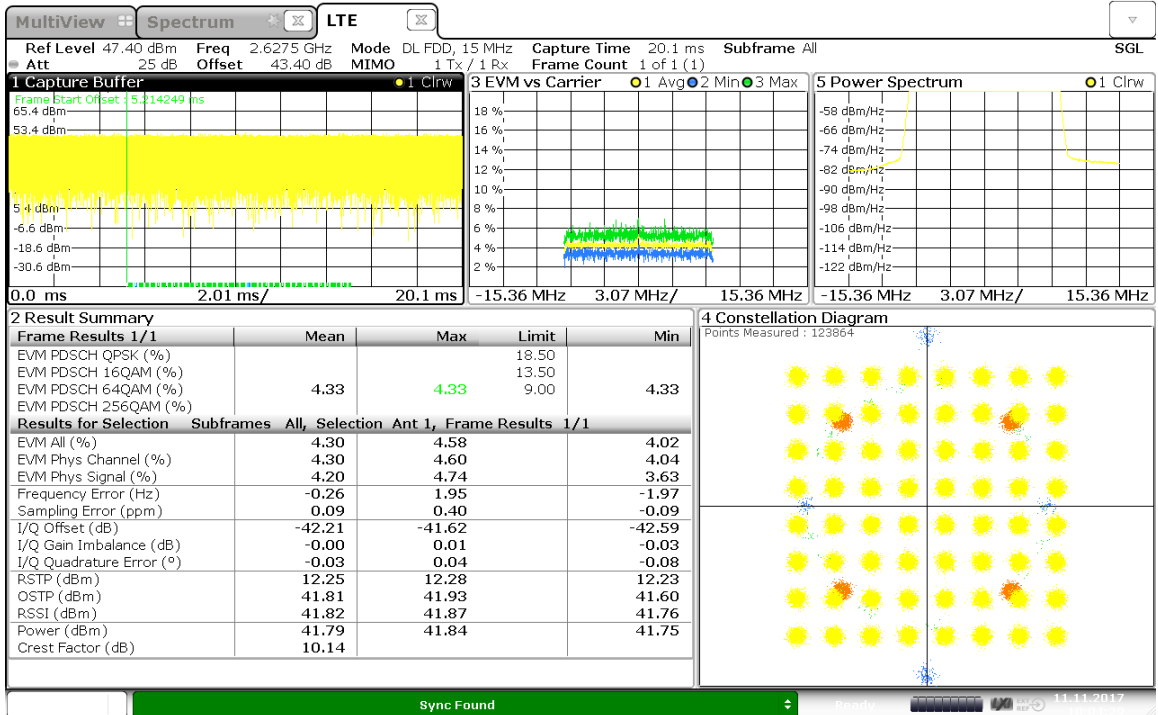 MultiView Spectrum LTE
Ref Level 47.40 dBm Freq 2.6275 GHz Mode DL FDD, 15 MHz Capture Time 20.1 ms Subframe All SGL
Att 25 dB Offset 43.40 dB MIMO 1 Tx / 1 Rx Frame Count 1 of 1 (1)
1 Capture Buffer 1 Clrw
Frame Start Offset : 5.214249 ms
65.4 dBm
53.4 dBm
5.4 dBm
-6.6 dBm
-18.6 dBm
-30.6 dBm
0.0 ms 2.01 ms/ 20.1 ms
3 EVM vs Carrier 1 Avg 2 Min 3 Max
18 %
16 %
14 %
12 %
10 %
8 %
6 %
4 %
2 %
-15.36 MHz 3.07 MHz/ 15.36 MHz
5 Power Spectrum 1 Clrw
-58 dBm/Hz
-66 dBm/Hz
-74 dBm/Hz
-82 dBm/Hz
-90 dBm/Hz
-98 dBm/Hz
-106 dBm/Hz
-114 dBm/Hz
-122 dBm/Hz
-15.36 MHz 3.07 MHz/ 15.36 MHz
2 Result Summary
Frame Results 1/1 Mean Max Limit Min
EVM PDSCH QPSK (%) 18.50
EVM PDSCH 16QAM (%) 13.50
EVM PDSCH 64QAM (%) 4.33 4.33 9.00 4.33
EVM PDSCH 256QAM (%)
Results for Selection Subframes All, Selection Ant 1, Frame Results 1/1
EVM All (%) 4.30 4.58 4.02
EVM Phys Channel (%) 4.30 4.60 4.04
EVM Phys Signal (%) 4.20 4.74 3.63
Frequency Error (Hz) -0.26 1.95 -1.97
Sampling Error (ppm) 0.09 0.40 -0.09
I/Q Offset (dB) -42.21 -41.62 -42.59
I/Q Gain Imbalance (dB) -0.00 0.01 -0.03
I/Q Quadrature Error (º) -0.03 0.04 -0.08
RSTP (dBm) 12.25 12.28 12.23
OSTP (dBm) 41.81 41.93 41.60
RSSI (dBm) 41.82 41.87 41.76
Power (dBm) 41.79 41.84 41.75
Crest Factor (dB) 10.14
4 Constellation Diagram
Points Measured : 123864
Sync Found
Ready
LXI EXT REF
11.11.2017